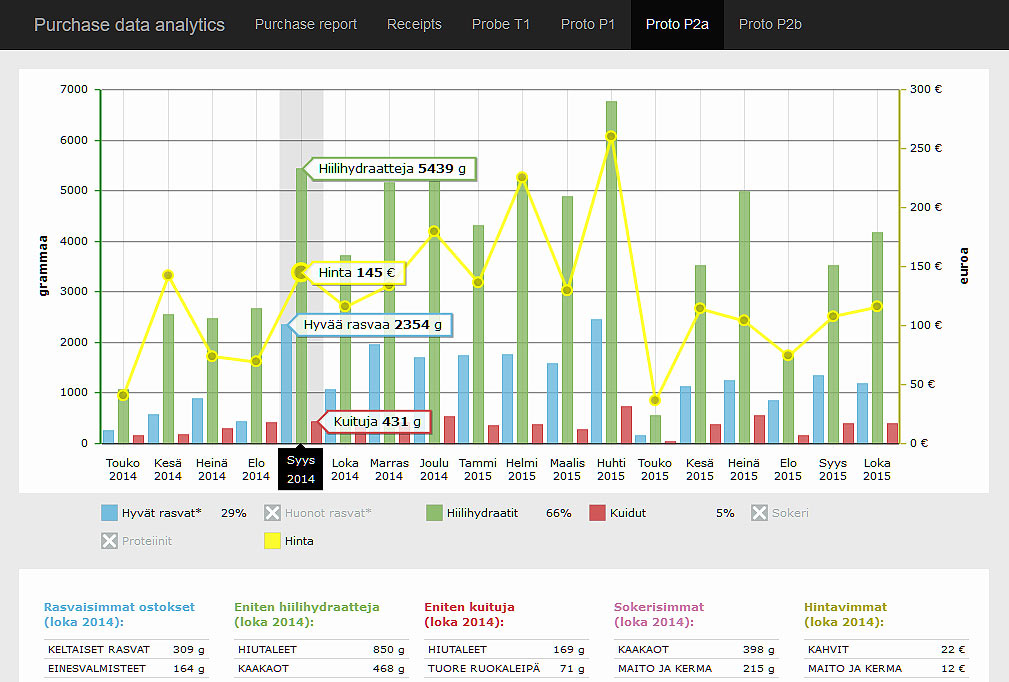 Purchase data analytics Purchase report Receipts Probe T1 Proto P1 Proto P2a Proto P2b
7000 300 €
6000 250 €
5000 200 €
4000 150 €
3000 100 €
2000 50 €
1000 0 €
0
grammaa
euroa
Hiilihydraatteja 5439 g
Hinta 145 €
Hyvää rasvaa 2354 g
Kuituja 431 g
Touko Kesä Heinä Elo Syys Loka Marras Joulu Tammi Helmi Maalis Huhti Touko Kesä Heinä Elo Syys Loka
2014 2014 2014 2014 2014 2014 2014 2014 2015 2015 2015 2015 2015 2015 2015 2015 2015 2015
Hyvät rasvat* 29% Huonot rasvat* Hiilihydraatit 66% Kuidut 5% Sokeri
Proteiinit Hinta
Rasvaisimmat ostokset Eniten hiilihydraatteja Eniten kuituja Sokerisimmat Hintavimmat
(loka 2014): (loka 2014): (loka 2014): (loka 2014): (loka 2014):
KELTAISET RASVAT 309 g HIUTALEET 850 g HIUTALEET 169 g KAAKAOT 398 g KAHVIT 22 €
EINESVALMISTEET 164 g KAAKAOT 468 g TUORE RUOKALEIPÄ 71 g MAITO JA KERMA 215 g MAITO JA KERMA 12 €